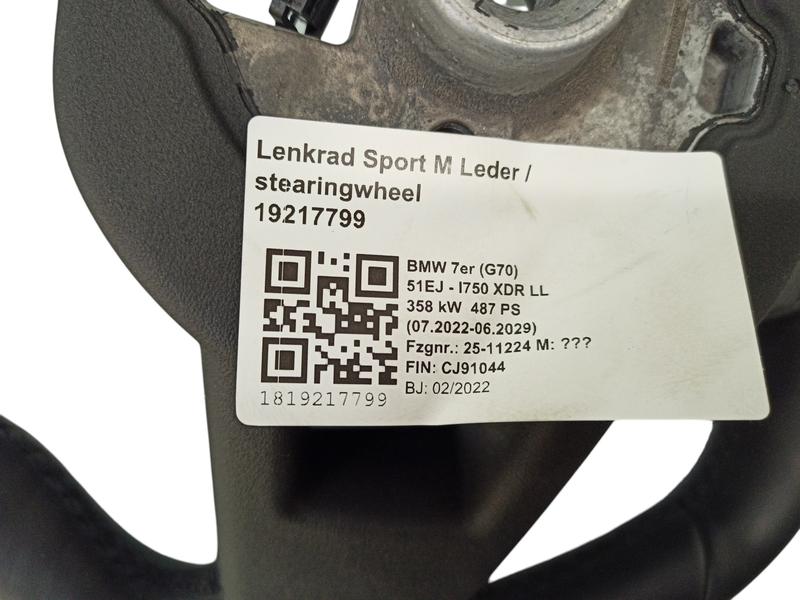 Lenkrad Sport M Leder /
stearingwheel
19217799
BMW 7er (G70)
51EJ - I750 XDR LL
358 kW 487 PS
(07.2022-06.2029)
Fzgnr.: 25-11224 M: ???
FIN: CJ91044
BJ: 02/2022
1819217799